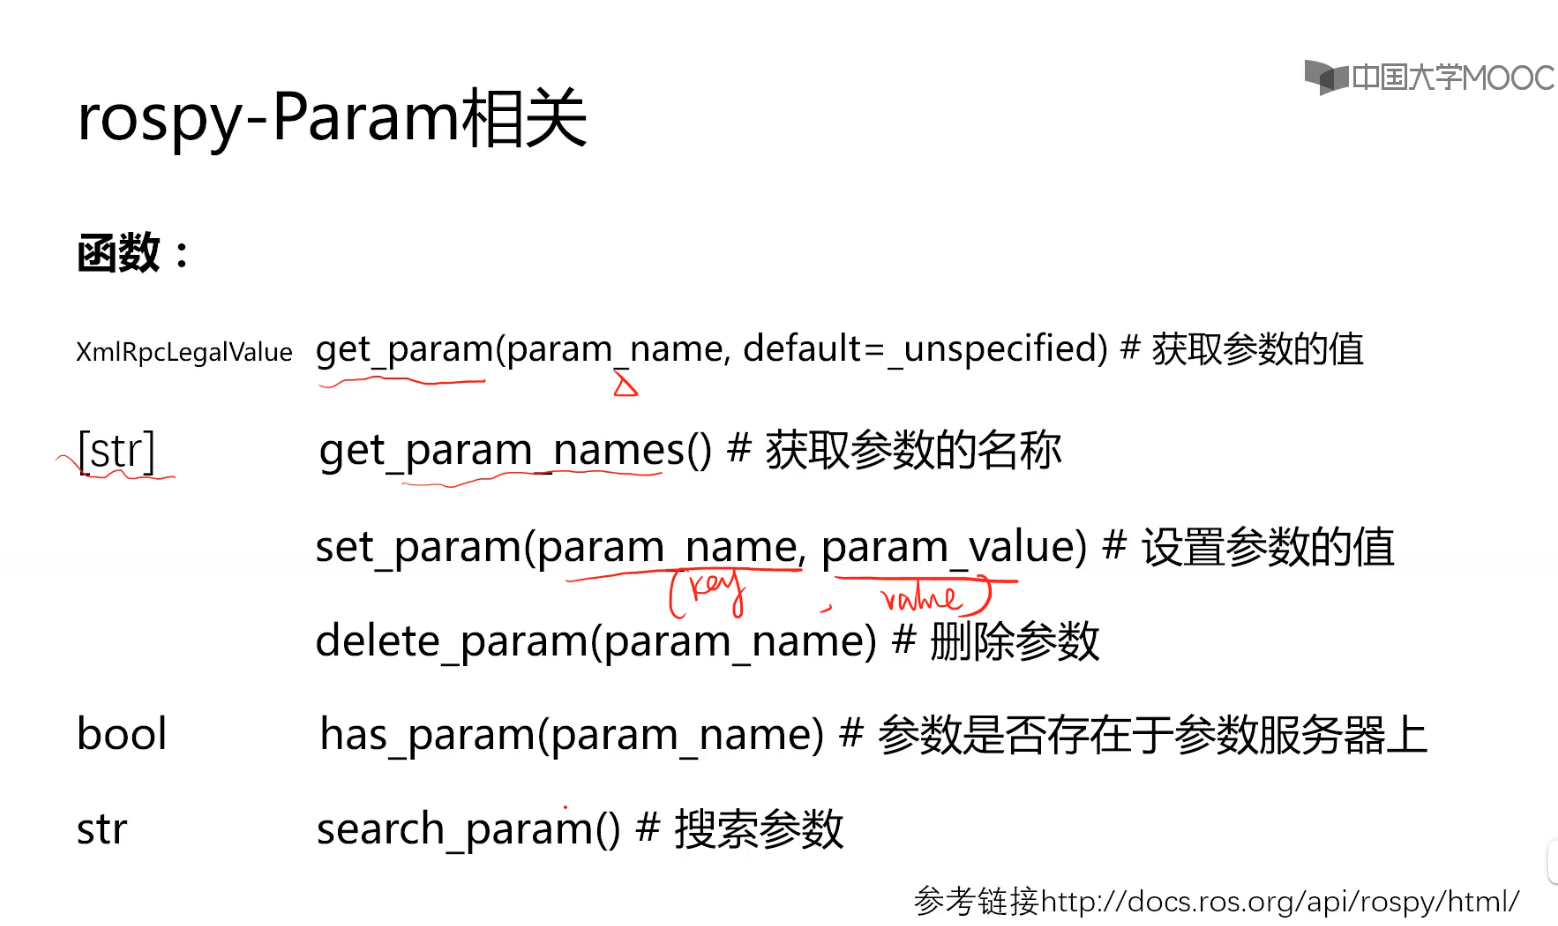 中国大学MOOC
rospy-Param相关
函数：
XmlRpcLegalValue get_param(param_name, default=_unspecified) # 获取参数的值
[str] get_param_names() # 获取参数的名称
set_param(param_name, param_value) # 设置参数的值
(key , value)
delete_param(param_name) # 删除参数
bool has_param(param_name) # 参数是否存在于参数服务器上
str search_param() # 搜索参数
参考链接http://docs.ros.org/api/rospy/html/